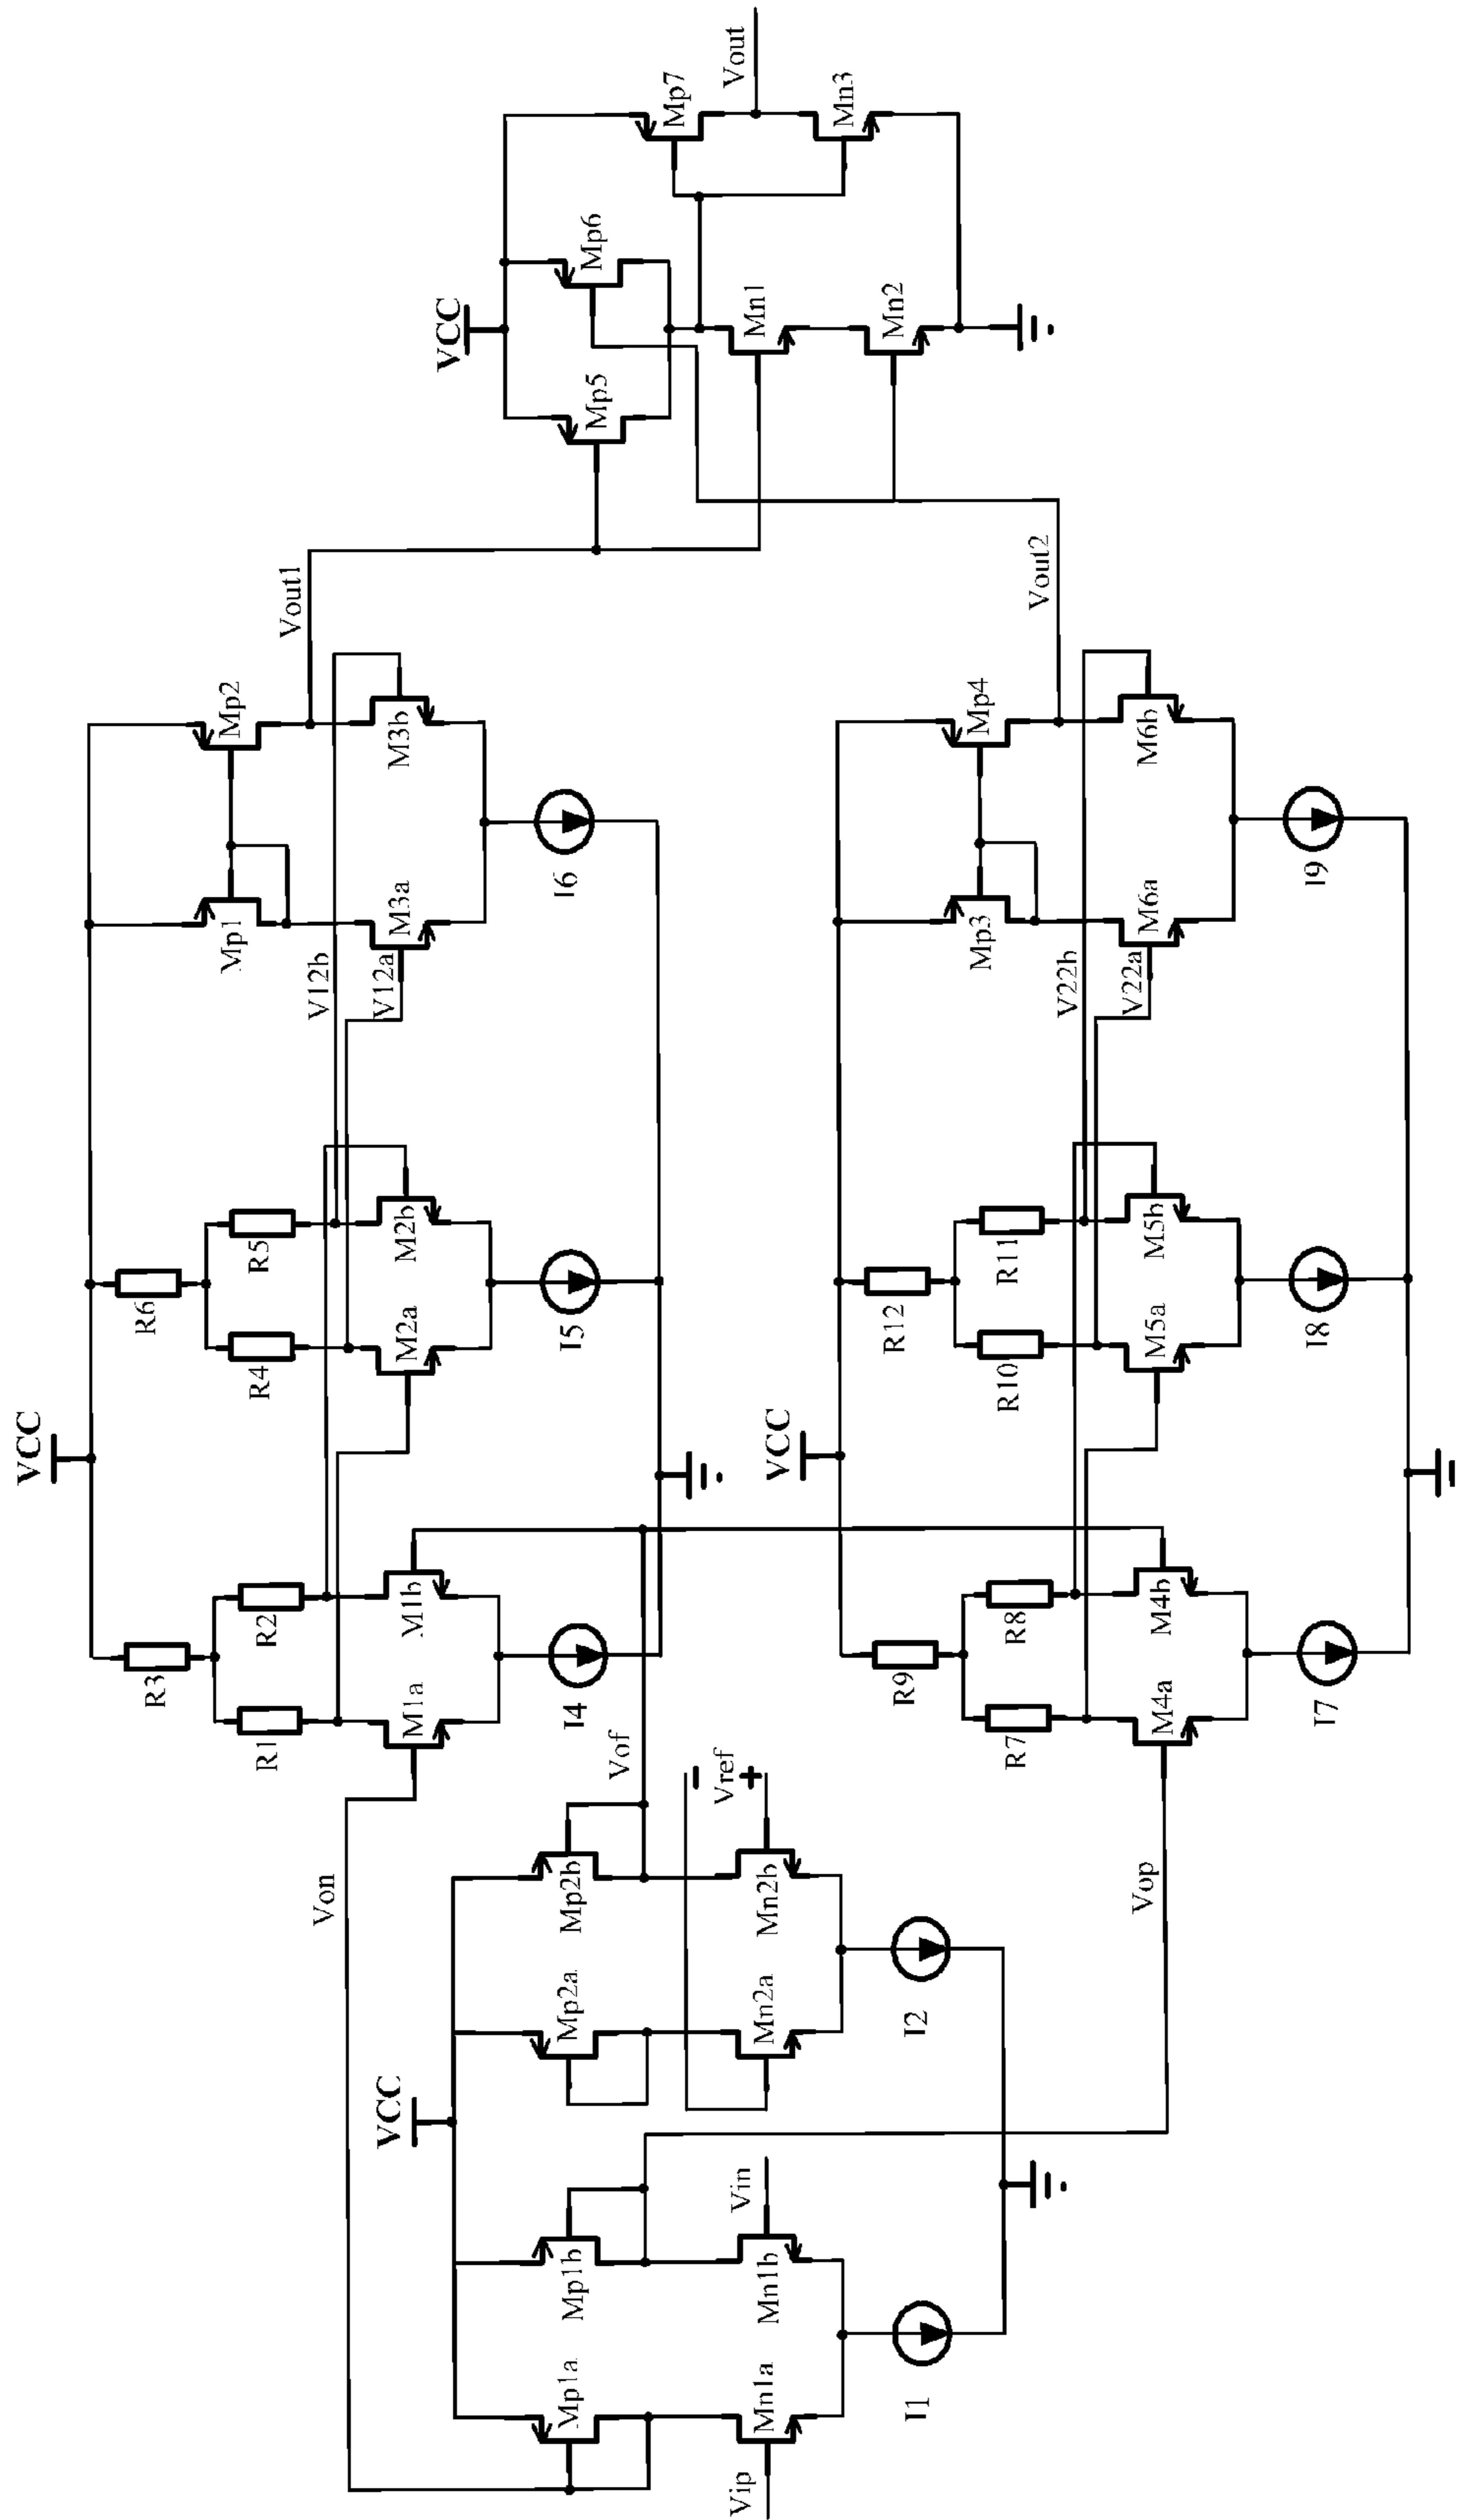 VCC
R3
R1
R2
M1a
M1b
I4
R6
R4
R5
M2a
M2b
I5
Mp1
Mp2
V12b
V12a
M3a
M3b
I6
Vout1
VCC
Mp5
Mp6
Mp7
Mn1
Mn2
Mn3
Vout
Von
VCC
Mp1a
Mp1b
Vip
Mn1a
Mn1b
Vin
I1
Mp2a
Mp2b
Vof
Mn2a
Mn2b
-
Vref
+
I2
Vop
VCC
R9
R7
R8
M4a
M4b
I7
R12
R10
R11
M5a
M5b
I8
Mp3
Mp4
V22b
V22a
M6a
M6b
I9
Vout2